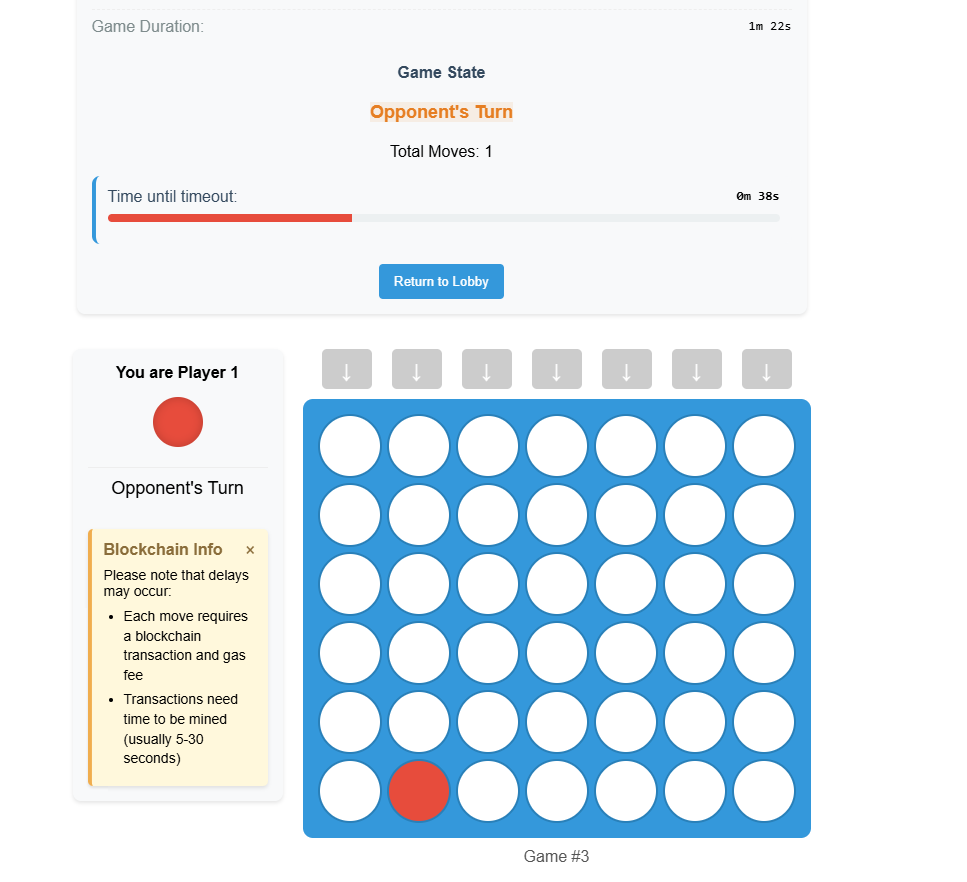 Game Duration: 1m 22s
Game State
Opponent's Turn
Total Moves: 1
Time until timeout: 0m 38s
Return to Lobby
You are Player 1
Opponent's Turn
Blockchain Info ×
Please note that delays
may occur:
• Each move requires
a blockchain
transaction and gas
fee
• Transactions need
time to be mined
(usually 5-30
seconds)
↓ ↓ ↓ ↓ ↓ ↓ ↓
Game #3